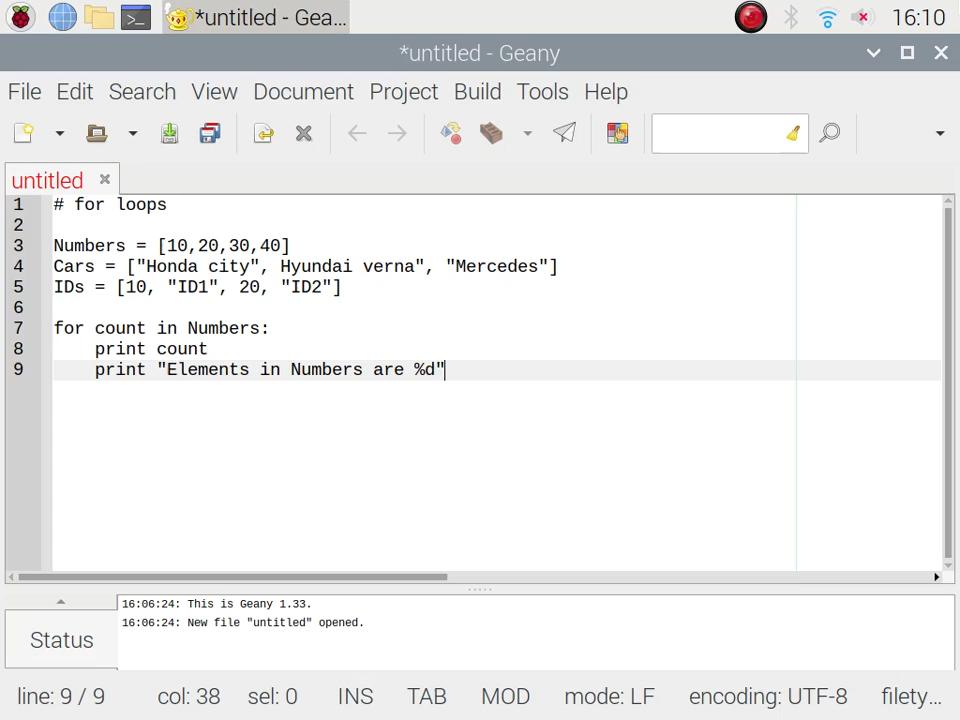 *untitled - Gea...
16:10
*untitled - Geany
File Edit Search View Document Project Build Tools Help
untitled
1 # for loops
2
3 Numbers = [10,20,30,40]
4 Cars = ["Honda city", Hyundai verna", "Mercedes"]
5 IDs = [10, "ID1", 20, "ID2"]
6
7 for count in Numbers:
8     print count
9     print "Elements in Numbers are %d"
Status
16:06:24: This is Geany 1.33.
16:06:24: New file "untitled" opened.
line: 9 / 9 col: 38 sel: 0 INS TAB MOD mode: LF encoding: UTF-8 filety...